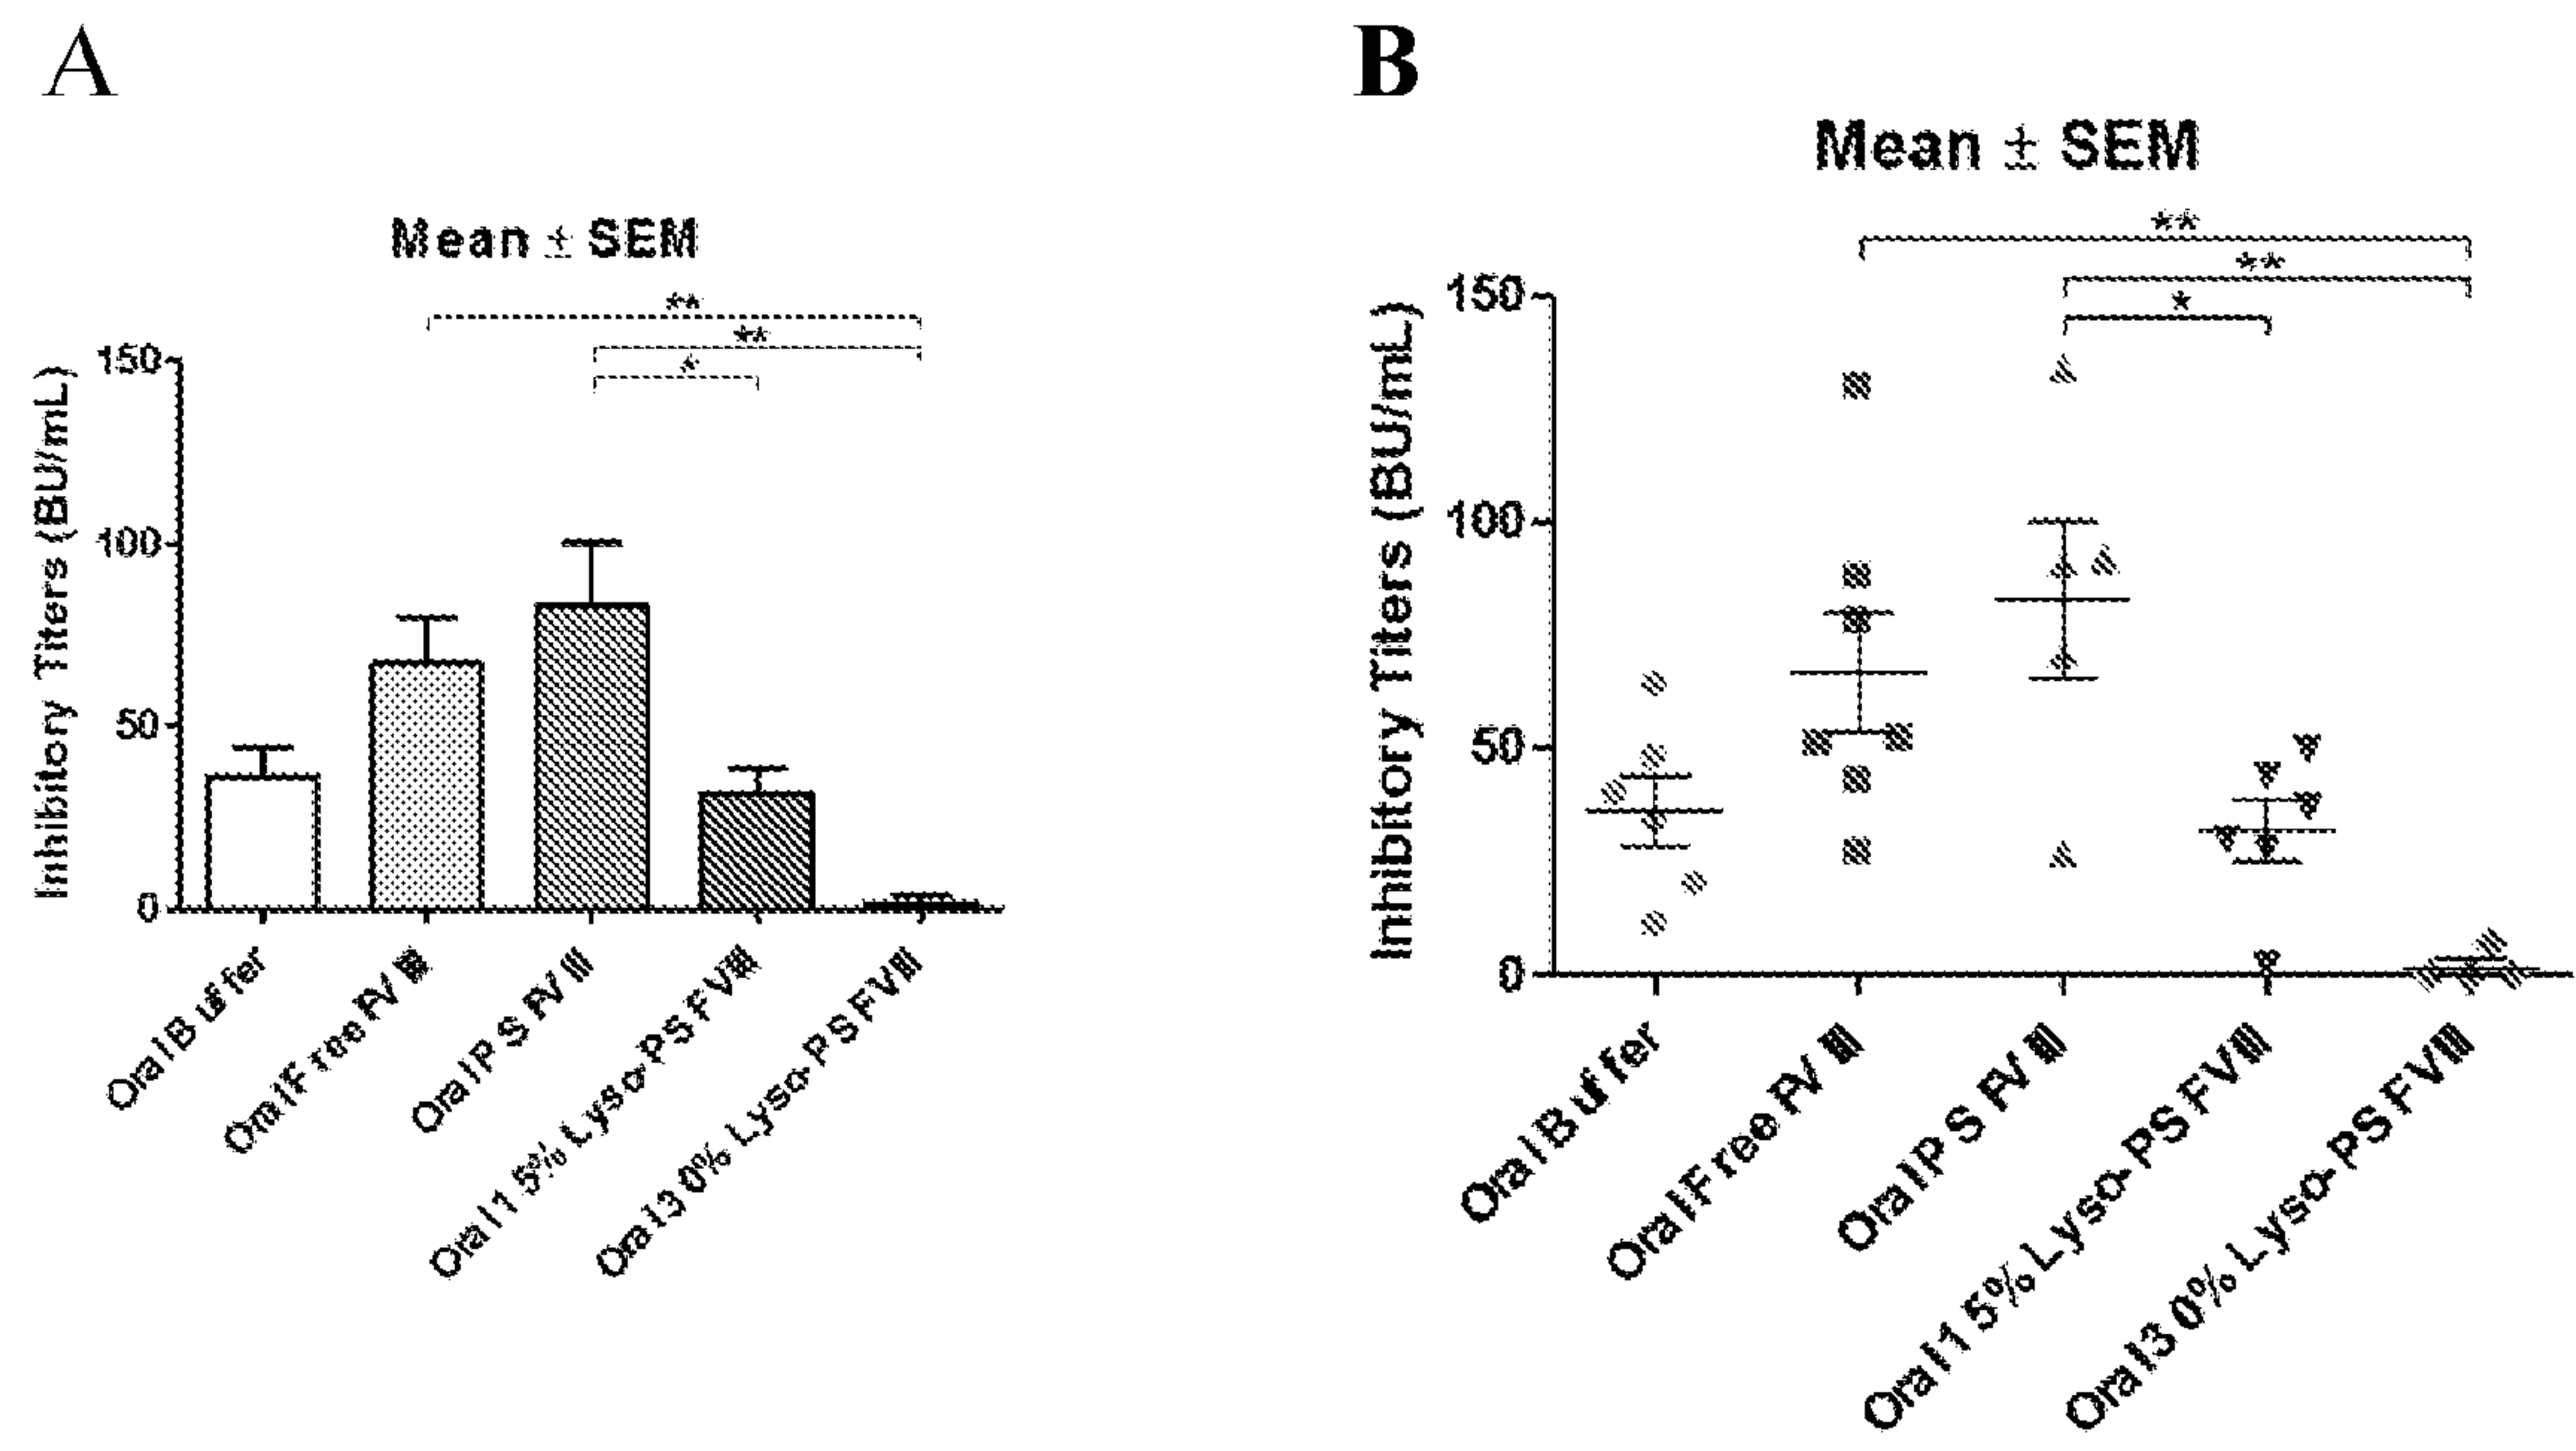 A
Mean ± SEM
**
**
*
Inhibitory Titers (BU/mL)
150
100
50
0
Oral Buffer
Oral Free FVIII
Oral PS FVIII
Oral 15% Lyso-PS FVIII
Oral 30% Lyso-PS FVIII
B
Mean ± SEM
**
**
*
Inhibitory Titers (BU/mL)
150
100
50
0
Oral Buffer
Oral Free FVIII
Oral PS FVIII
Oral 15% Lyso-PS FVIII
Oral 30% Lyso-PS FVIII